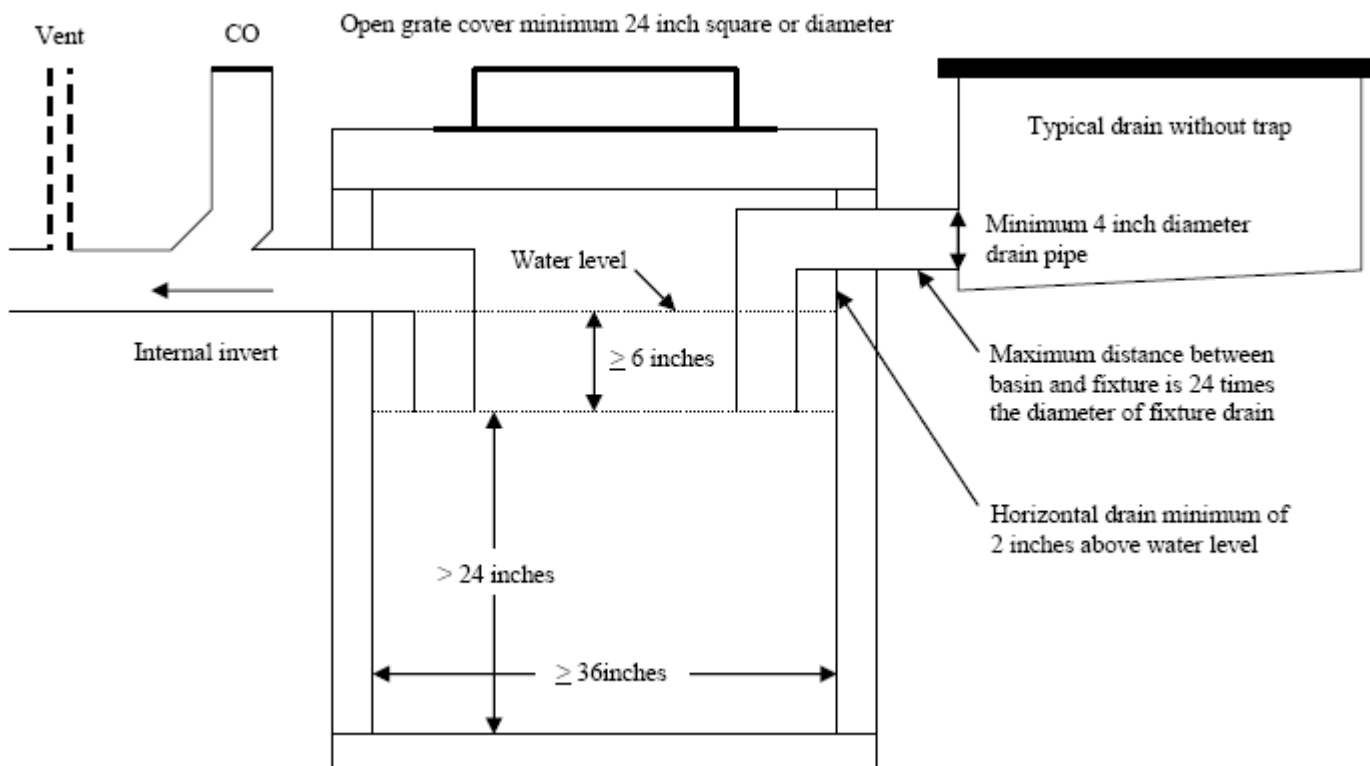 Vent
CO
Open grate cover minimum 24 inch square or diameter
Typical drain without trap
Minimum 4 inch diameter
drain pipe
Water level
Internal invert
≥ 6 inches
Maximum distance between
basin and fixture is 24 times
the diameter of fixture drain
Horizontal drain minimum of
2 inches above water level
> 24 inches
≥ 36inches